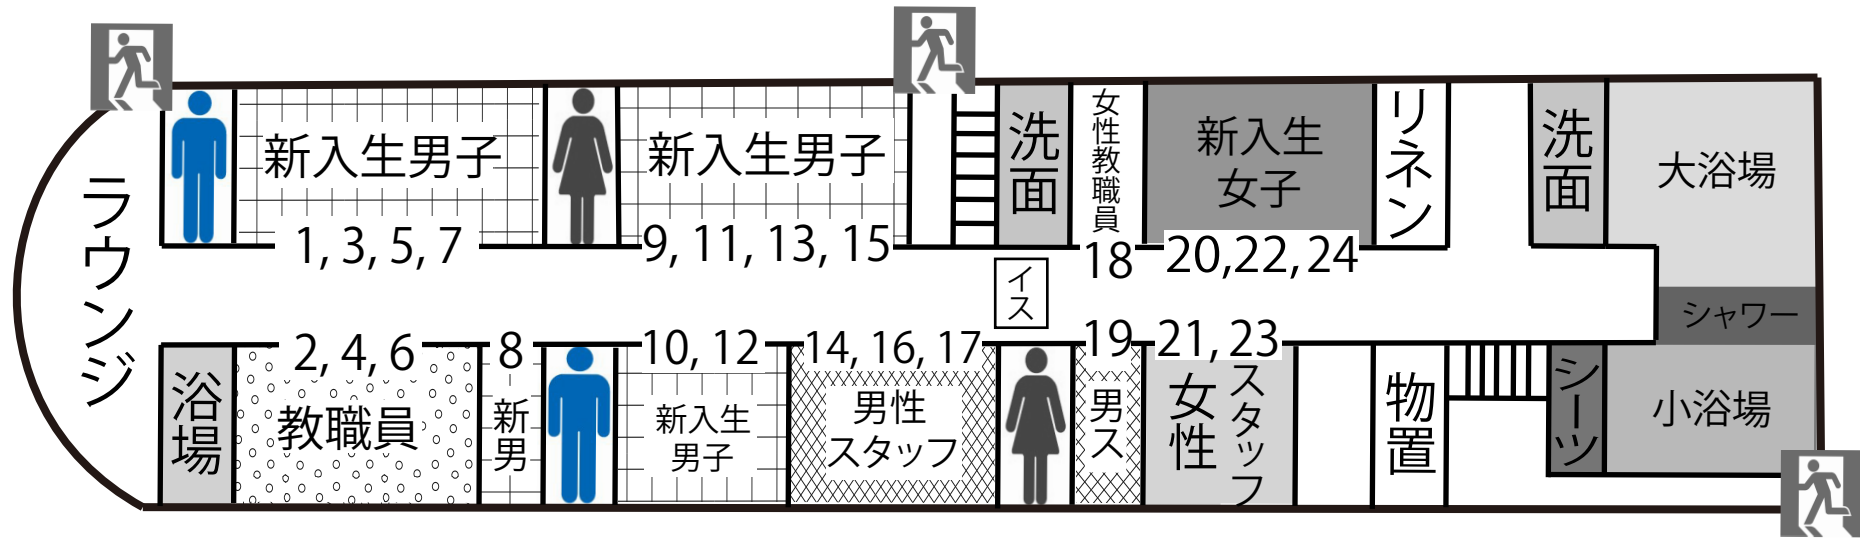 ラウンジ
新入生男子
1, 3, 5, 7
新入生男子
9, 11, 13, 15
洗面
女性教職員
18
新入生
女子
20,22,24
リネン
洗面
大浴場
イス
シャワー
浴場
2, 4, 6
教職員
8
新男
10, 12
新入生
男子
14, 16, 17
男性
スタッフ
19
男ス
21, 23
女性
スタッフ
物置
シーツ
小浴場